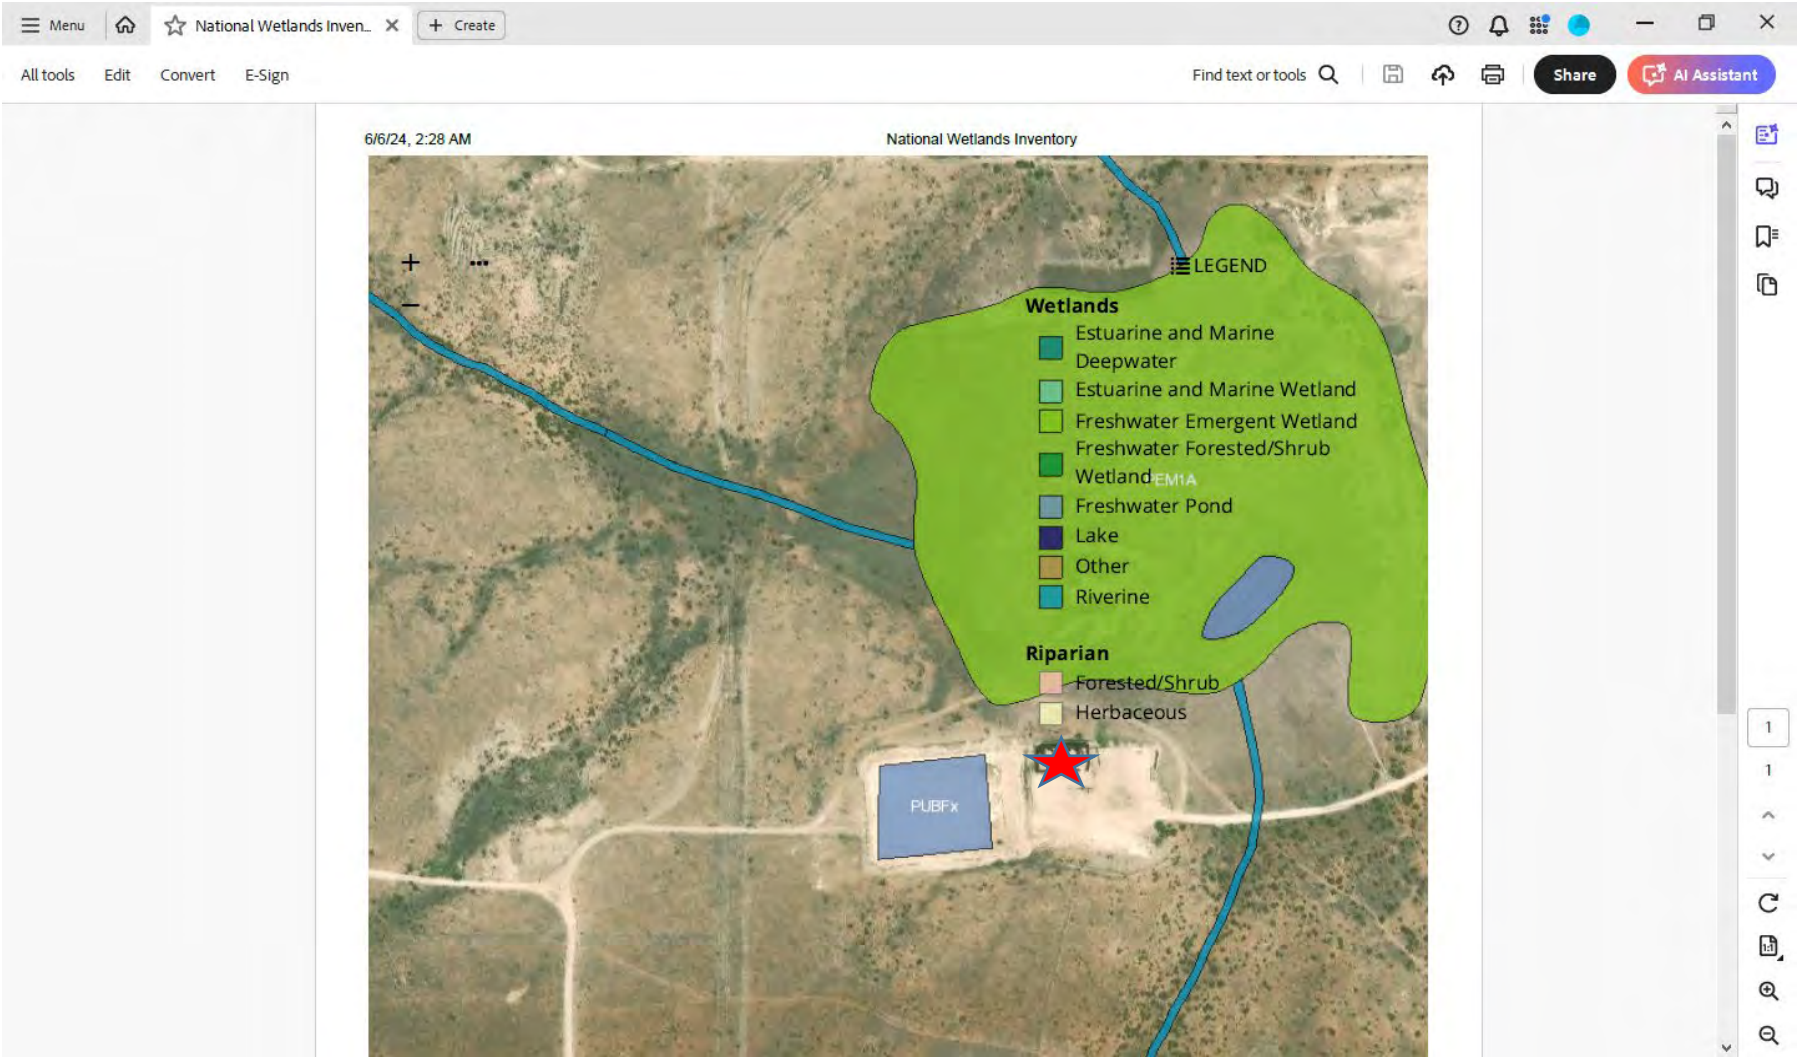 Menu
National Wetlands Inven...
+ Create
All tools
Edit
Convert
E-Sign
Find text or tools
Share
AI Assistant
6/6/24, 2:28 AM
National Wetlands Inventory
+
...
−
LEGEND
Wetlands
Estuarine and Marine
Deepwater
Estuarine and Marine Wetland
Freshwater Emergent Wetland
Freshwater Forested/Shrub
Wetland
EM1A
Freshwater Pond
Lake
Other
Riverine
Riparian
Forested/Shrub
Herbaceous
PUBFx
1
1
1:1